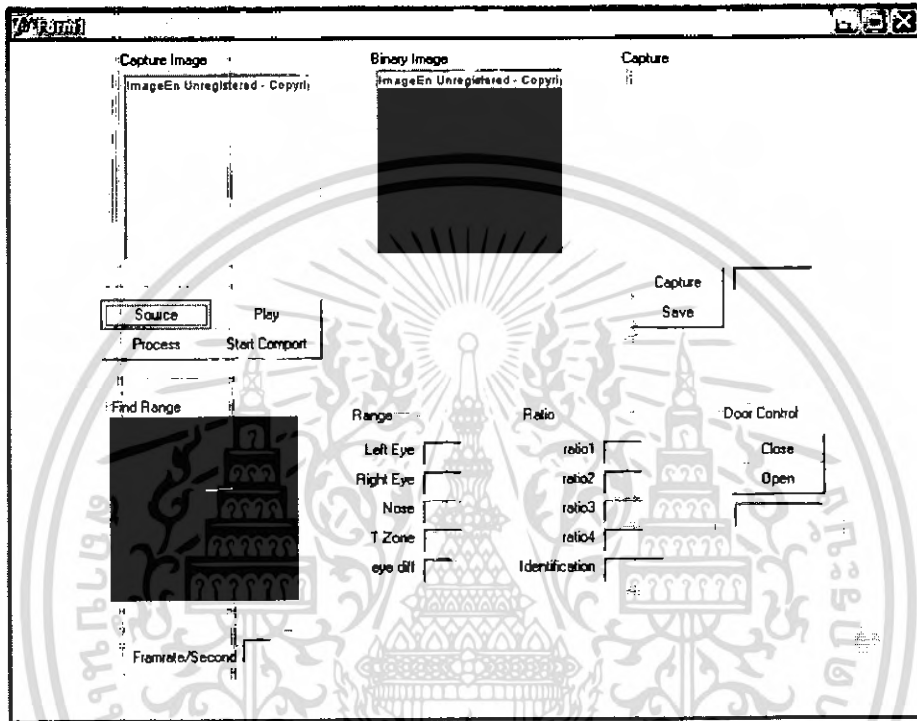 Form1
Capture Image
Binary Image
Capture
ImageEn Unregistered - Copyri
ImageEn Unregistered - Copyri
Capture
Save
Source
Play
Process
Start Comport
Find Range
Range
Ratio
Door Control
Left Eye
ratio1
Close
Right Eye
ratio2
Open
Nose
ratio3
T Zone
ratio4
eye diff
Identification
Framrate/Second